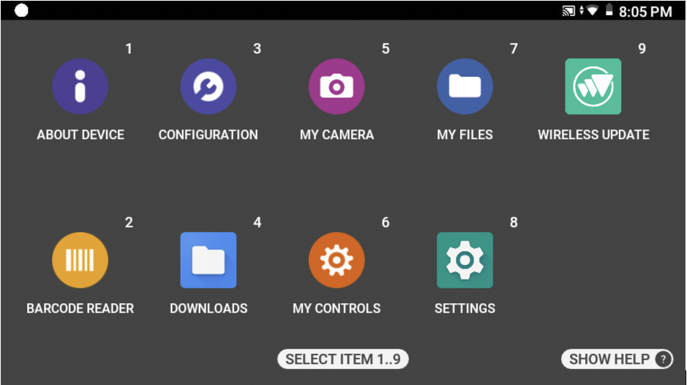 8:05 PM
1 3 5 7 9
ABOUT DEVICE CONFIGURATION MY CAMERA MY FILES WIRELESS UPDATE
2 4 6 8
BARCODE READER DOWNLOADS MY CONTROLS SETTINGS
SELECT ITEM 1..9 SHOW HELP ?